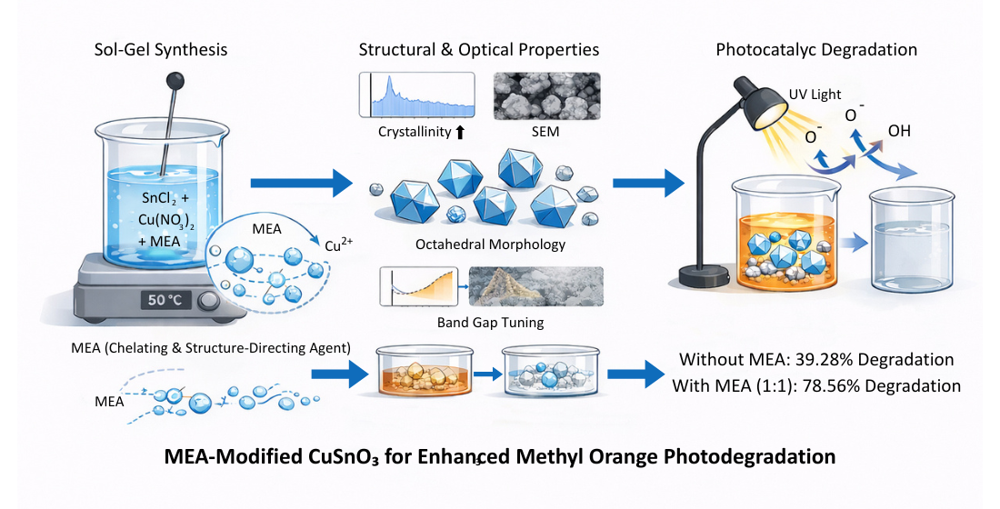 Sol-Gel Synthesis
Structural & Optical Properties
Photocatalyc Degradation
UV Light
O⁻
O⁻
OH
Crystallinity ⬆
SEM
SnCl₂ +
Cu(NO₃)₂
+ MEA
MEA
Cu²⁺
50 °C
Octahedral Morphology
Band Gap Tuning
MEA (Chelating & Structure-Directing Agent)
MEA
Without MEA: 39.28% Degradation
With MEA (1:1): 78.56% Degradation
MEA-Modified CuSnO₃ for Enhanced Methyl Orange Photodegradation